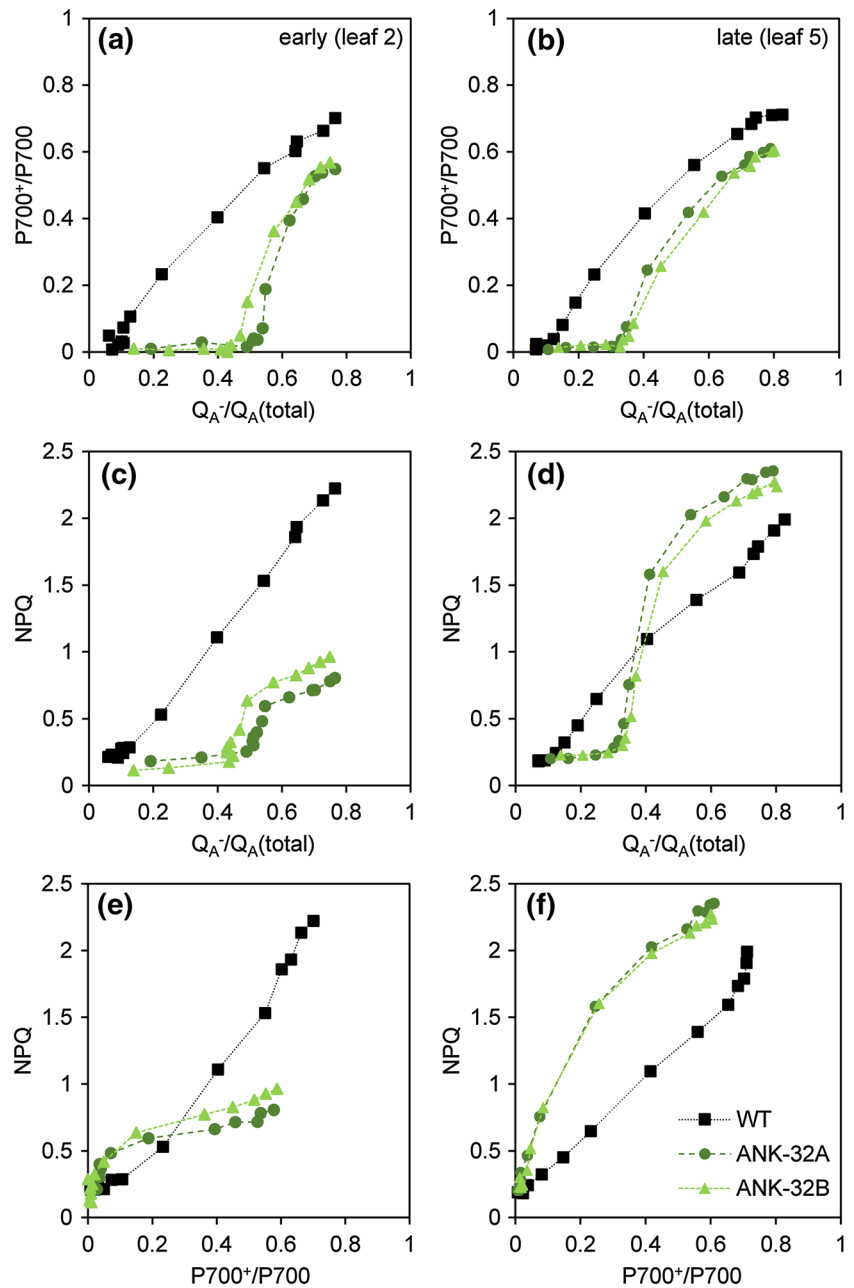 (a) early (leaf 2)
1
0.8
0.6
0.4
0.2
0
P700⁺/P700
0 0.2 0.4 0.6 0.8 1
Q_A⁻/Q_A(total)
(b) late (leaf 5)
1
0.8
0.6
0.4
0.2
0
P700⁺/P700
0 0.2 0.4 0.6 0.8 1
Q_A⁻/Q_A(total)
(c)
2.5
2
1.5
1
0.5
0
NPQ
0 0.2 0.4 0.6 0.8 1
Q_A⁻/Q_A(total)
(d)
2.5
2
1.5
1
0.5
0
NPQ
0 0.2 0.4 0.6 0.8 1
Q_A⁻/Q_A(total)
(e)
2.5
2
1.5
1
0.5
0
NPQ
0 0.2 0.4 0.6 0.8 1
P700⁺/P700
(f)
2.5
2
1.5
1
0.5
0
NPQ
WT
ANK-32A
ANK-32B
0 0.2 0.4 0.6 0.8 1
P700⁺/P700